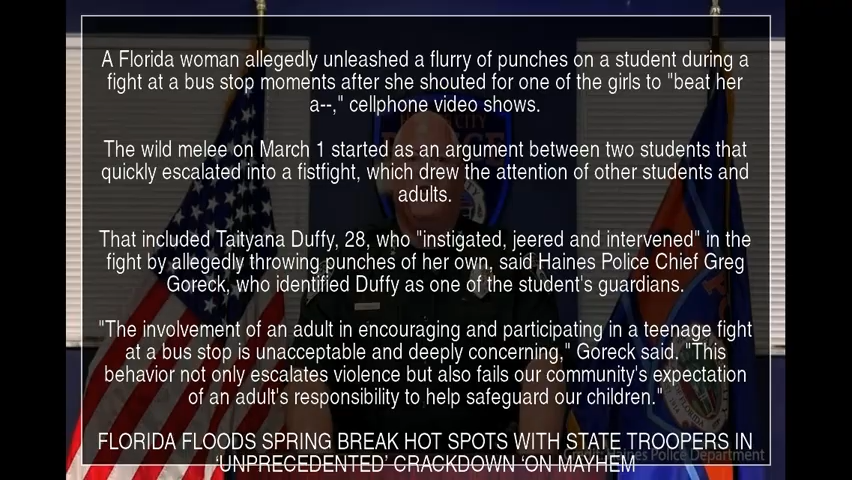 A Florida woman allegedly unleashed a flurry of punches on a student during a
fight at a bus stop moments after she shouted for one of the girls to "beat her
a--," cellphone video shows.
The wild melee on March 1 started as an argument between two students that
quickly escalated into a fistfight, which drew the attention of other students and
adults.
That included Taityana Duffy, 28, who "instigated, jeered and intervened" in the
fight by allegedly throwing punches of her own, said Haines Police Chief Greg
Goreck, who identified Duffy as one of the student's guardians.
"The involvement of an adult in encouraging and participating in a teenage fight
at a bus stop is unacceptable and deeply concerning," Goreck said. "This
behavior not only escalates violence but also fails our community's expectation
of an adult's responsibility to help safeguard our children."
FLORIDA FLOODS SPRING BREAK HOT SPOTS WITH STATE TROOPERS IN
Credit: Haines Police Department
‘UNPRECEDENTED’ CRACKDOWN ‘ON MAYHEM